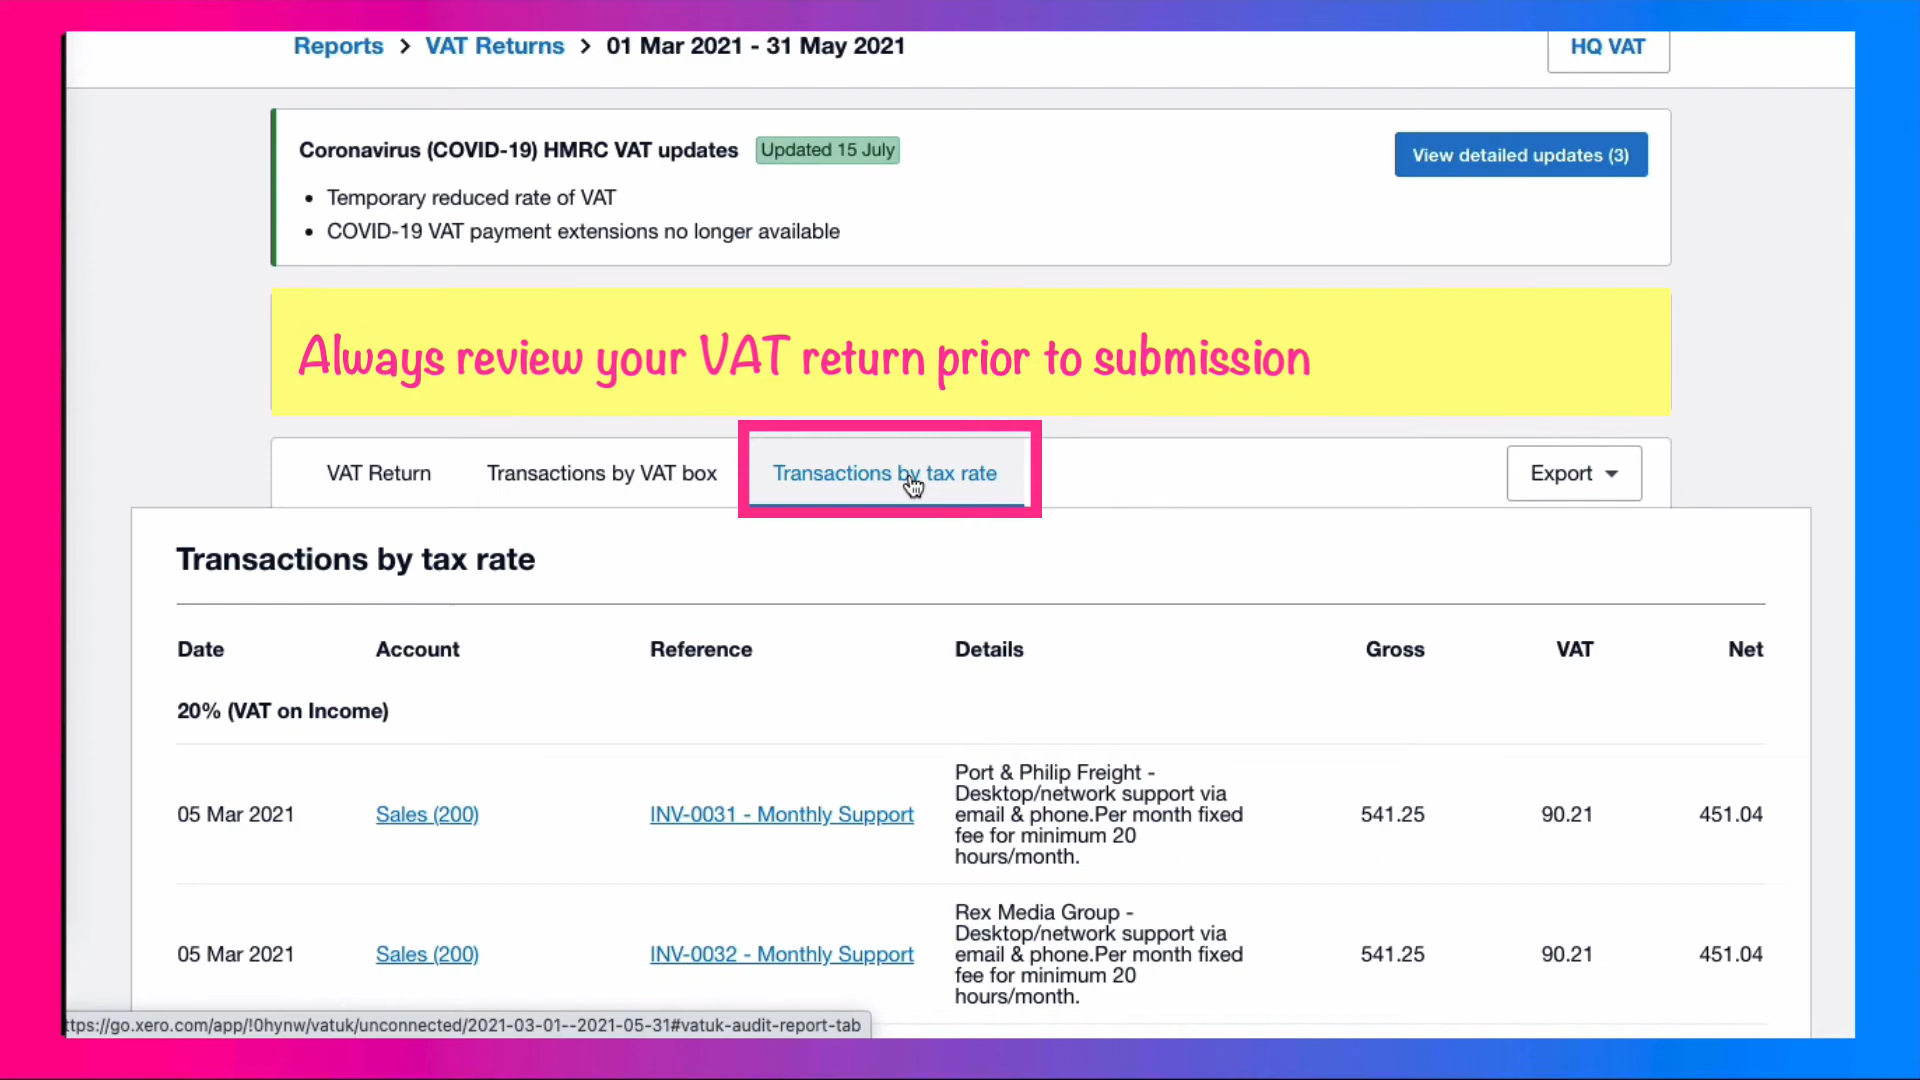 Reports > VAT Returns > 01 Mar 2021 - 31 May 2021
HQ VAT
Coronavirus (COVID-19) HMRC VAT updates
Updated 15 July
View detailed updates (3)
• Temporary reduced rate of VAT
• COVID-19 VAT payment extensions no longer available
Always review your VAT return prior to submission
VAT Return
Transactions by VAT box
Transactions by tax rate
Export
Transactions by tax rate
Date Account Reference Details Gross VAT Net
20% (VAT on Income)
05 Mar 2021 Sales (200) INV-0031 - Monthly Support
Port & Philip Freight -
Desktop/network support via
email & phone.Per month fixed
fee for minimum 20
hours/month.
541.25 90.21 451.04
05 Mar 2021 Sales (200) INV-0032 - Monthly Support
Rex Media Group -
Desktop/network support via
email & phone.Per month fixed
fee for minimum 20
hours/month.
541.25 90.21 451.04
ttps://go.xero.com/app/!0hynw/vatuk/unconnected/2021-03-01--2021-05-31#vatuk-audit-report-tab